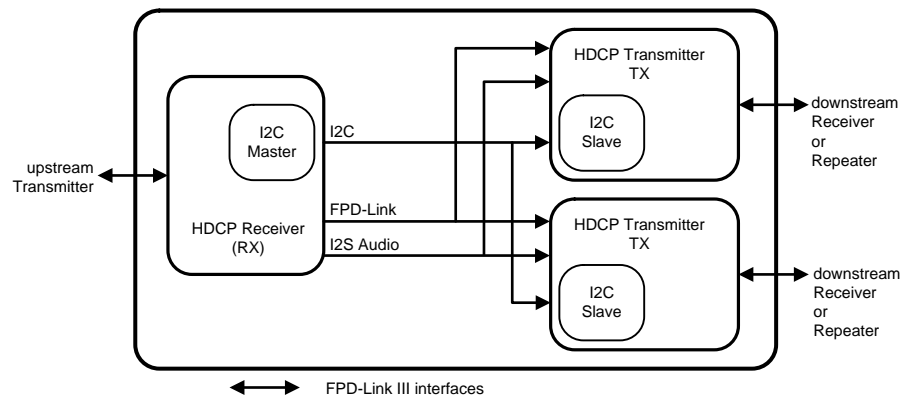 upstream
Transmitter
I2C
Master
HDCP Receiver
(RX)
I2C
FPD-Link
I2S Audio
HDCP Transmitter
TX
I2C
Slave
downstream
Receiver
or
Repeater
HDCP Transmitter
TX
I2C
Slave
downstream
Receiver
or
Repeater
FPD-Link III interfaces